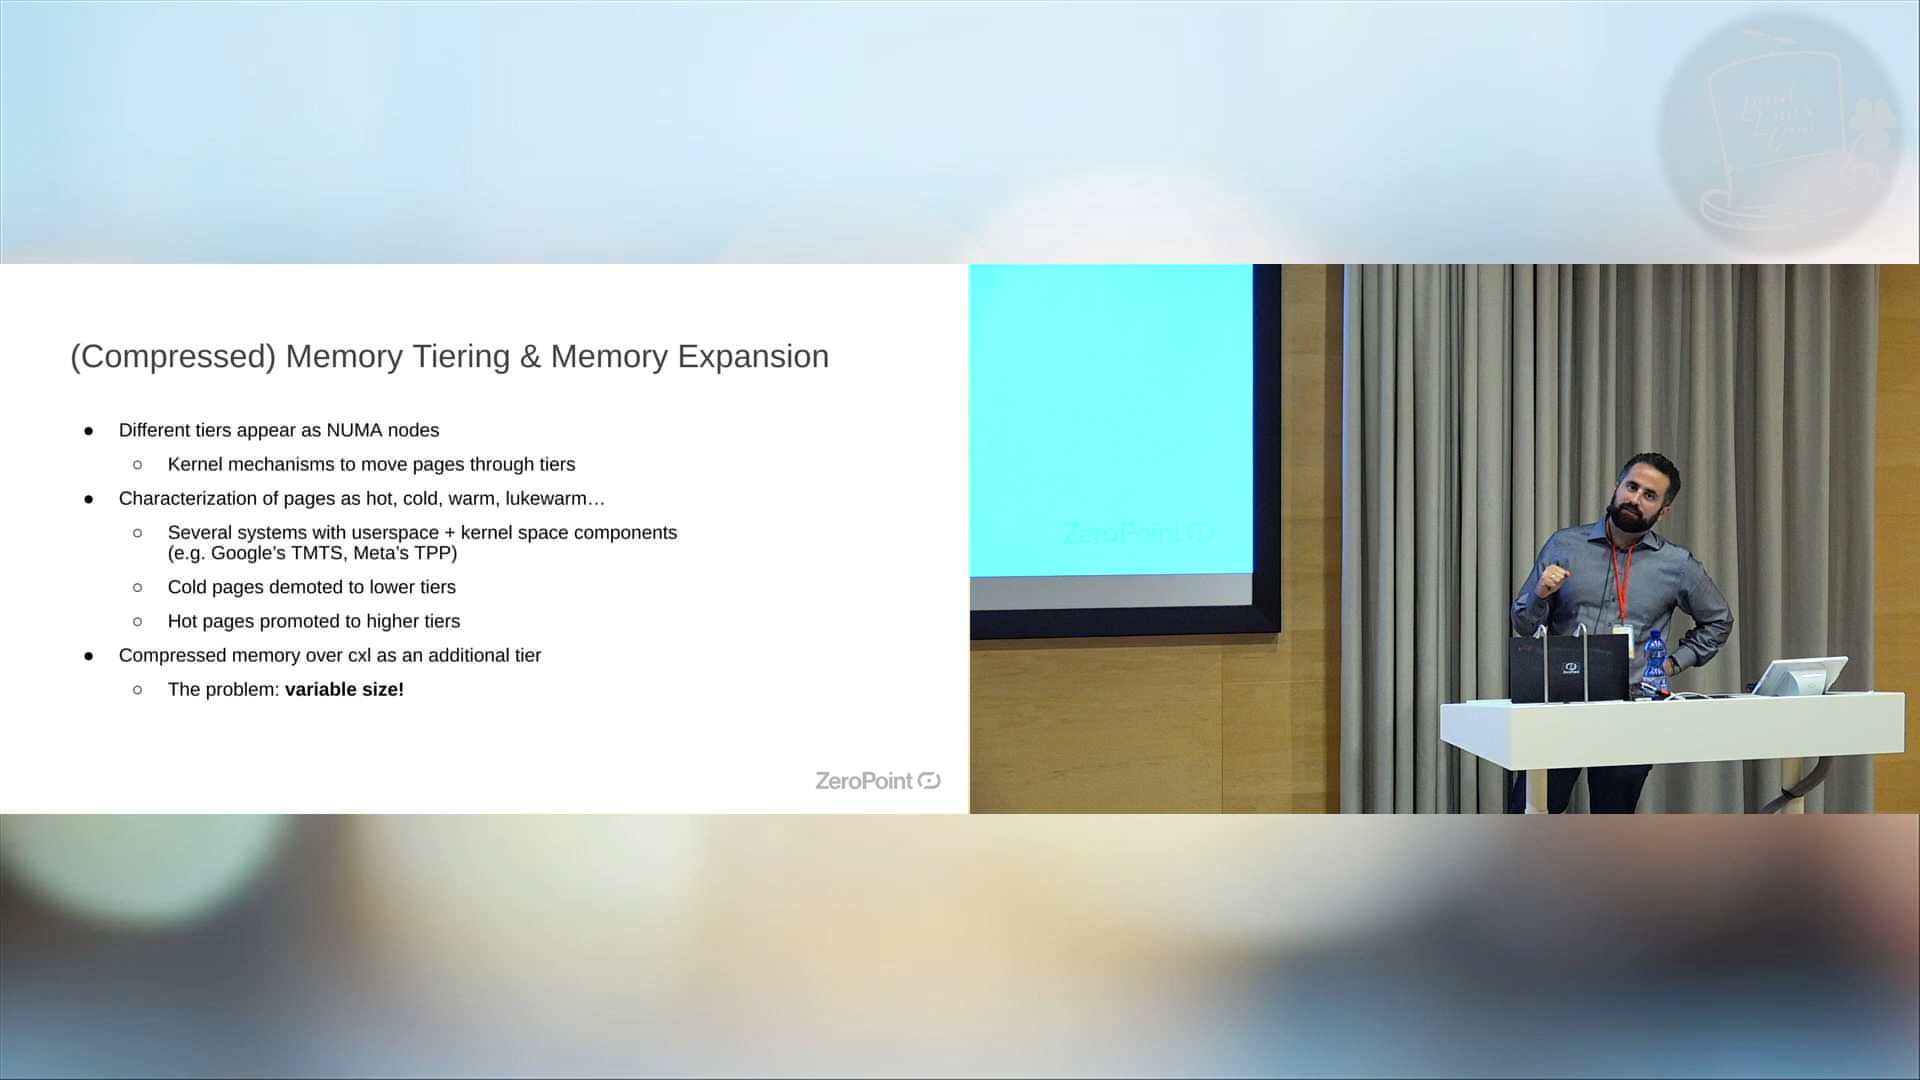 Lund
Linux
Con
(Compressed) Memory Tiering & Memory Expansion
● Different tiers appear as NUMA nodes
○ Kernel mechanisms to move pages through tiers
● Characterization of pages as hot, cold, warm, lukewarm…
○ Several systems with userspace + kernel space components
(e.g. Google’s TMTS, Meta’s TPP)
○ Cold pages demoted to lower tiers
○ Hot pages promoted to higher tiers
● Compressed memory over cxl as an additional tier
○ The problem: variable size!
ZeroPoint
ZeroPoint